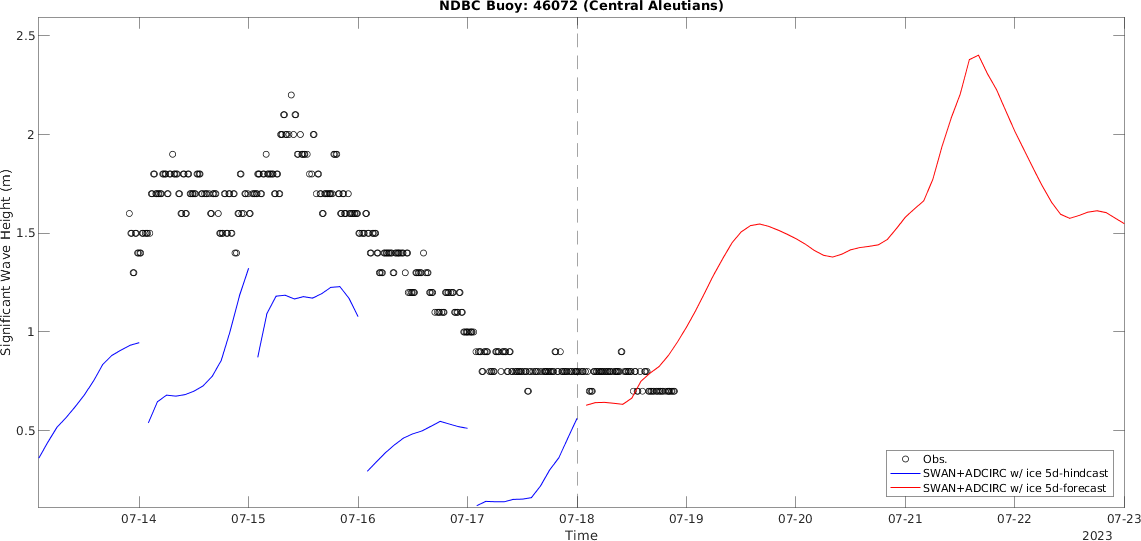 NDBC Buoy: 46072 (Central Aleutians)
Significant Wave Height (m)
2.5
2
1.5
1
0.5
Obs.
SWAN+ADCIRC w/ ice 5d-hindcast
SWAN+ADCIRC w/ ice 5d-forecast
07-14 07-15 07-16 07-17 07-18 07-19 07-20 07-21 07-22 07-23
Time
2023